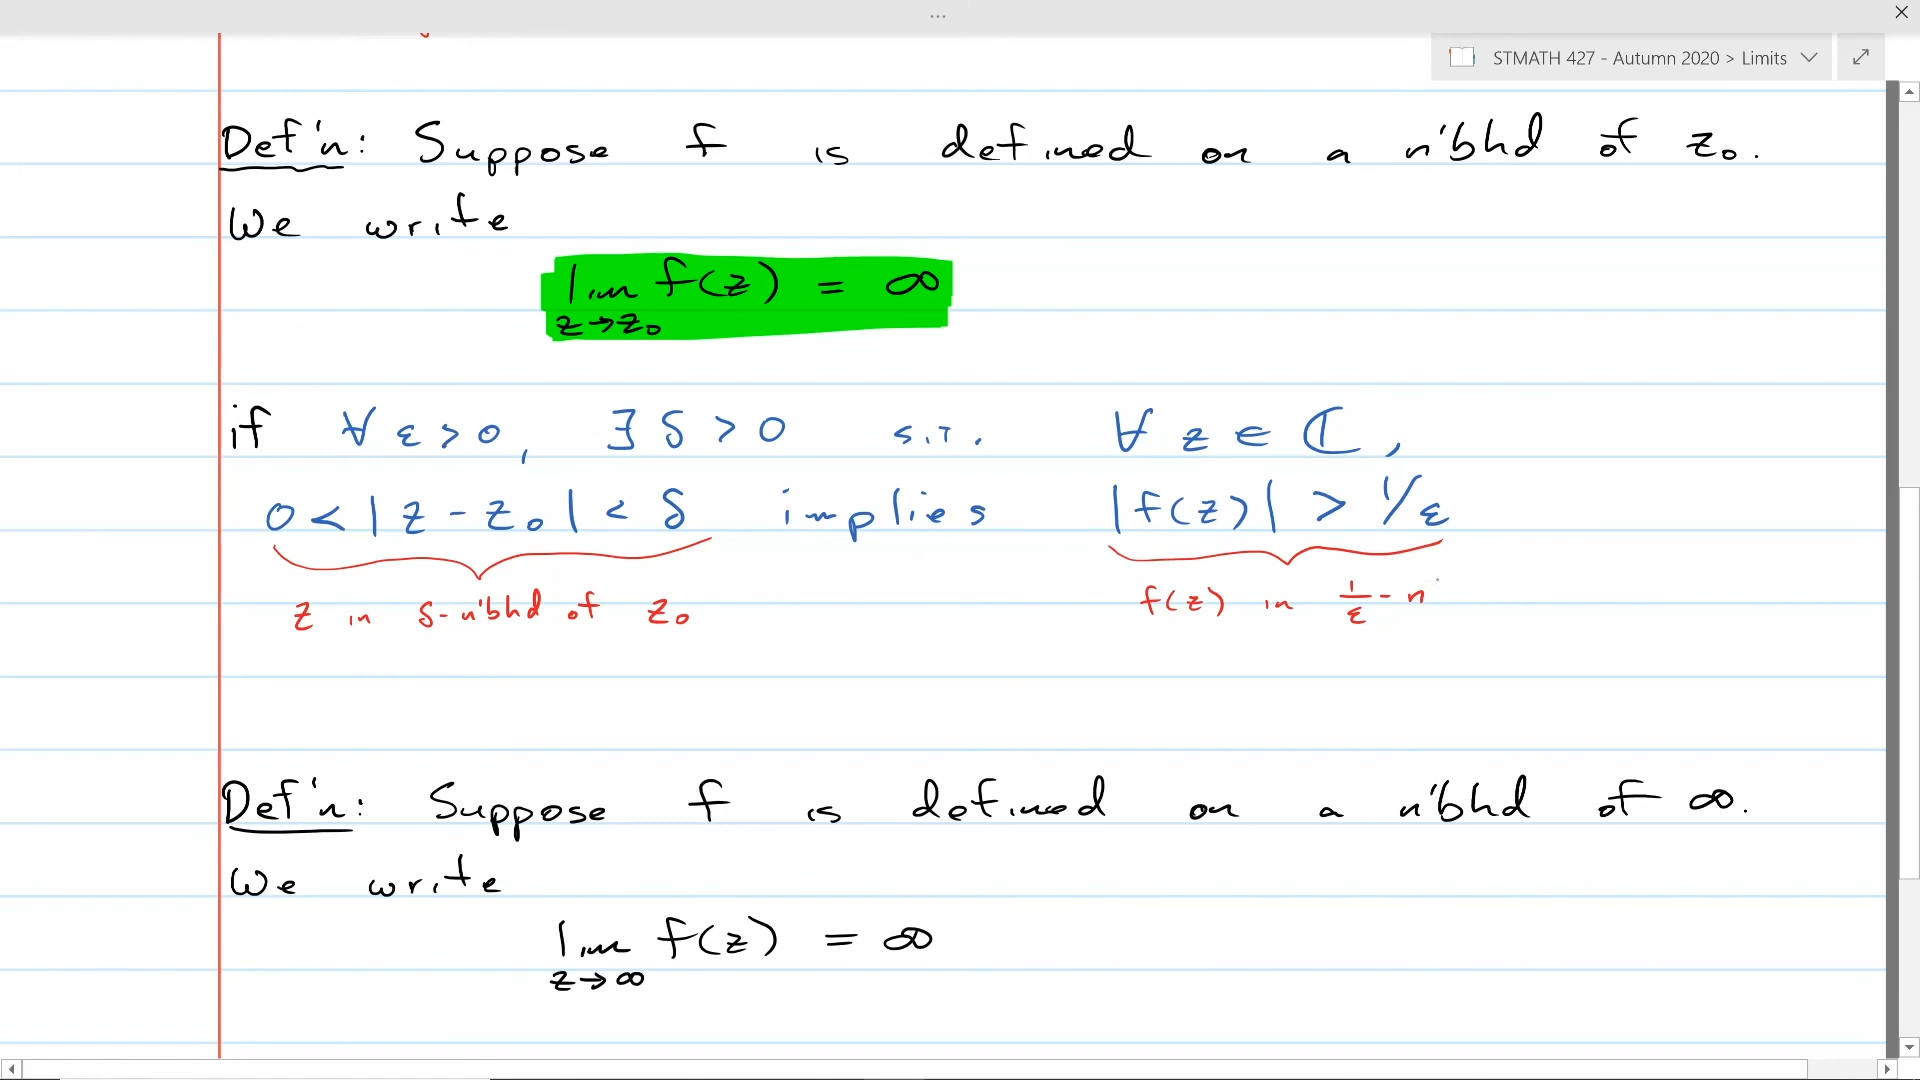 STMATH 427 - Autumn 2020 > Limits
Def'n: Suppose f is defined on a n'bhd of z₀.
We write
lim f(z) = ∞
z→z₀
if ∀ ε > 0, ∃ δ > 0 s.t. ∀ z ∈ ℂ,
0 < |z - z₀| < δ implies |f(z)| > 1/ε
z in δ-n'bhd of z₀ f(z) in 1/ε - n
Def'n: Suppose f is defined on a n'bhd of ∞.
We write
lim f(z) = ∞
z→∞